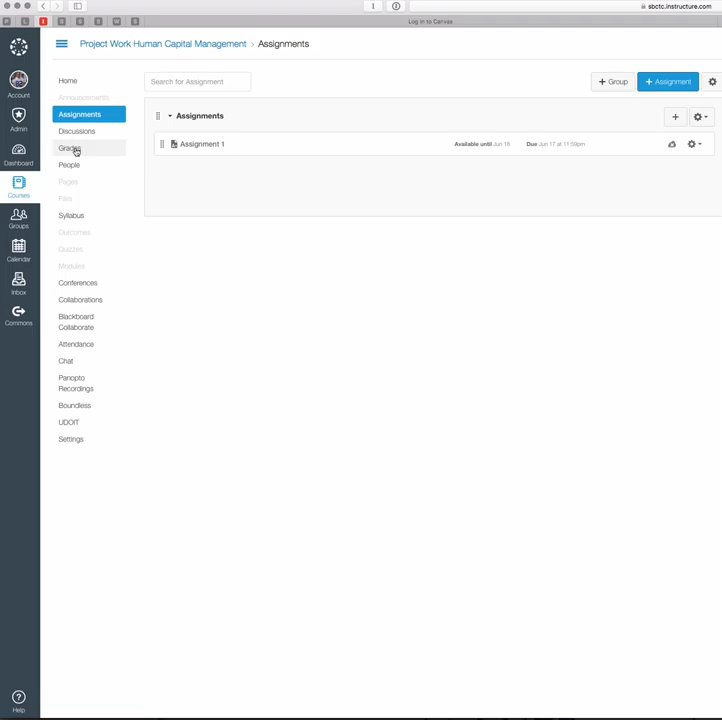 sbctc.instructure.com
P L I S S S W 9
Log In to Canvas
Project Work Human Capital Management > Assignments
Account
Admin
Dashboard
Courses
Groups
Calendar
Inbox
Commons
Help
Home
Announcements
Assignments
Discussions
Grades
People
Pages
Files
Syllabus
Outcomes
Quizzes
Modules
Conferences
Collaborations
Blackboard
Collaborate
Attendance
Chat
Panopto
Recordings
Boundless
UDOIT
Settings
Search for Assignment
+ Group
+ Assignment
Assignments
Assignment 1
Available until Jun 18
Due Jun 17 at 11:59pm